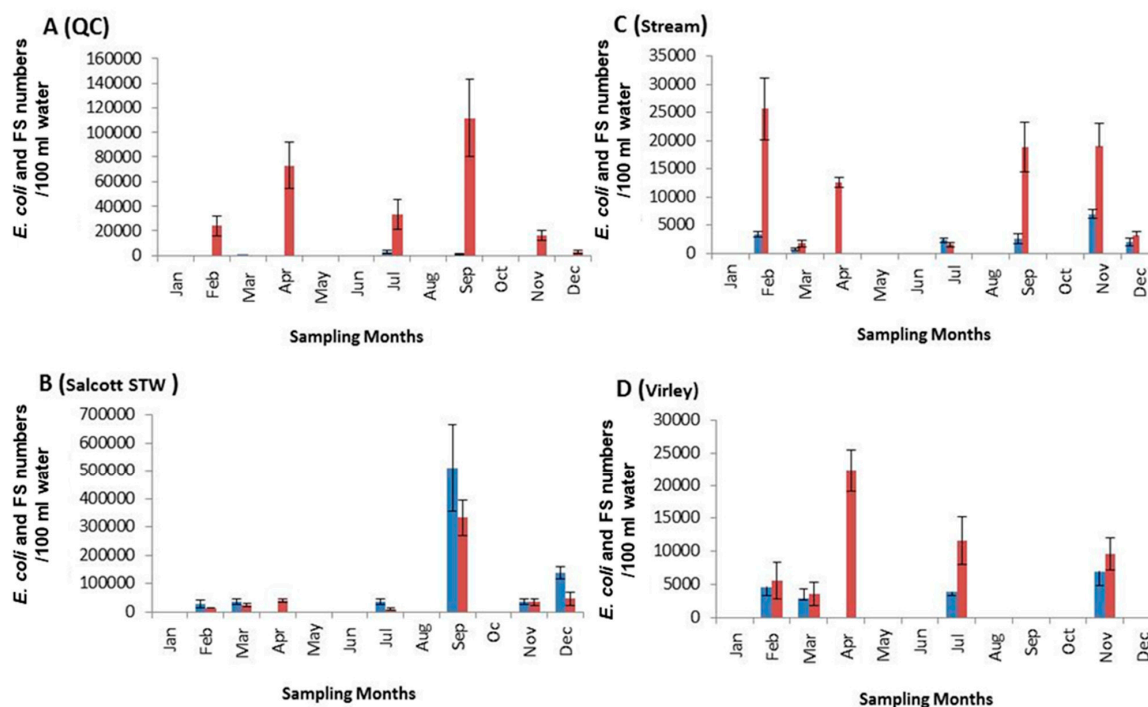 A (QC)
E. coli and FS numbers
/100 ml water
160000
140000
120000
100000
80000
60000
40000
20000
0
Jan
Feb
Mar
Apr
May
Jun
Jul
Aug
Sep
Oct
Nov
Dec
Sampling Months
C (Stream)
E. coli and FS numbers
/100 ml water
35000
30000
25000
20000
15000
10000
5000
0
Jan
Feb
Mar
Apr
May
Jun
Jul
Aug
Sep
Oct
Nov
Dec
Sampling Months
B (Salcott STW )
E. coli and FS numbers
/100 ml water
700000
600000
500000
400000
300000
200000
100000
0
Jan
Feb
Mar
Apr
May
Jun
Jul
Aug
Sep
Oc
Nov
Dec
Sampling Months
D (Virley)
E. coli and FS numbers
/100 ml water
30000
25000
20000
15000
10000
5000
0
Jan
Feb
Mar
Apr
May
Jun
Jul
Aug
Sep
Oct
Nov
Dec
Sampling Months